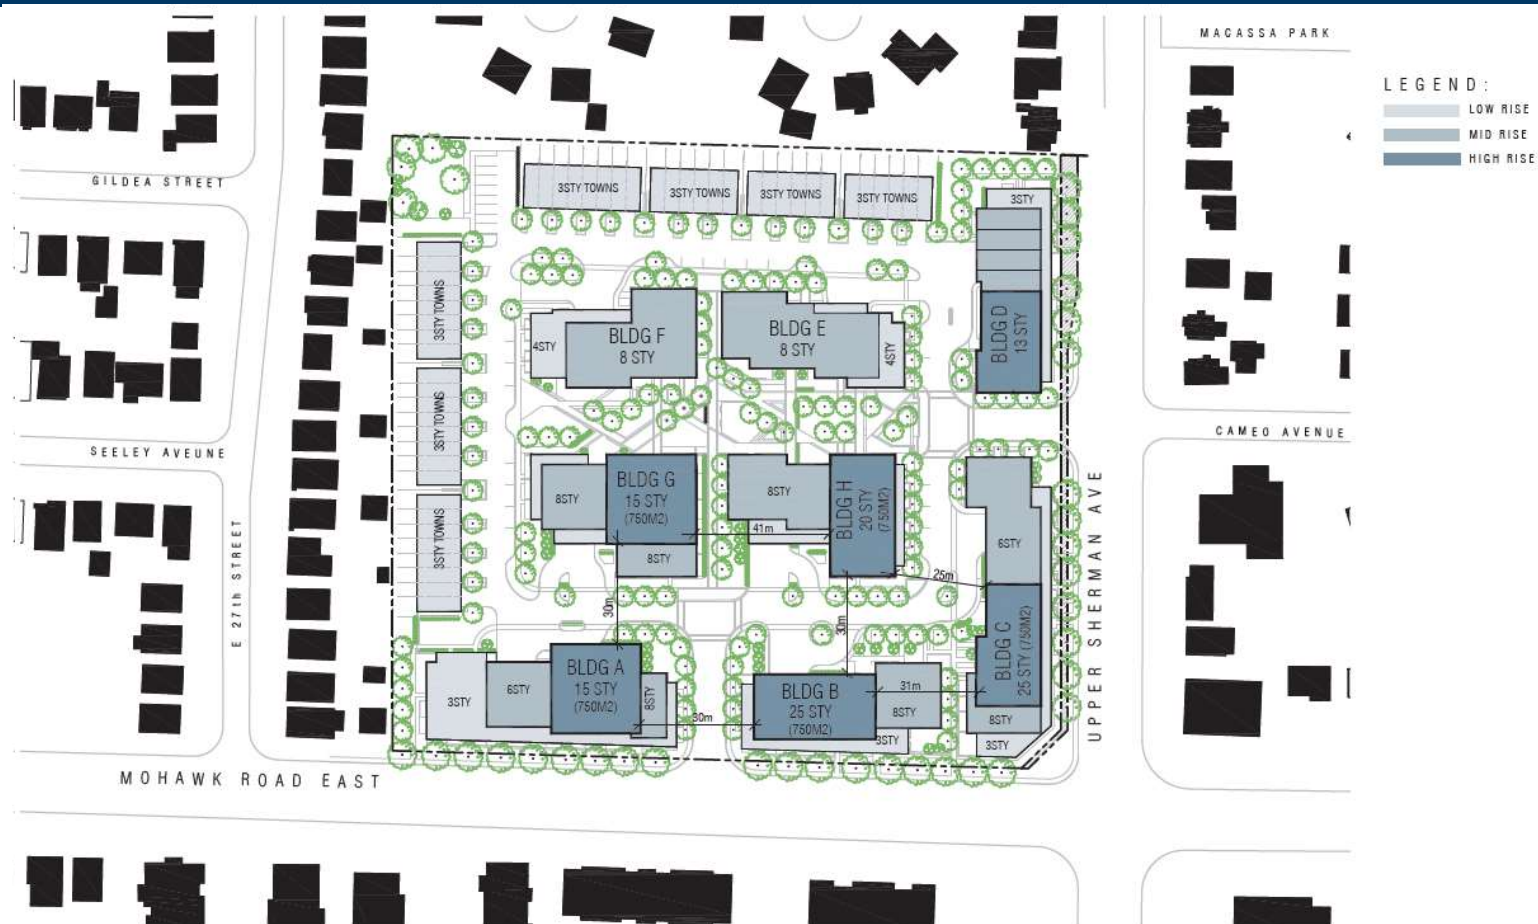 MACASSA PARK
LEGEND:
LOW RISE
MID RISE
HIGH RISE
GILDEA STREET
3STY TOWNS
3STY TOWNS
3STY TOWNS
3STY TOWNS
3STY
3STY TOWNS
4STY
BLDG F
8 STY
BLDG E
8 STY
4STY
BLDG D
13 STY
3STY TOWNS
SEELEY AVEUNE
CAMEO AVENUE
8STY
BLDG G
15 STY
(750M2)
8STY
8STY
41m
BLDG H
20 STY
(750M2)
6STY
UPPER SHERMAN AVE
3STY TOWNS
E 27th STREET
25m
30m
30m
3STY
6STY
BLDG A
15 STY
(750M2)
8STY
30m
BLDG B
25 STY
(750M2)
31m
8STY
3STY
BLDG C
25 STY (750M2)
8STY
3STY
MOHAWK ROAD EAST